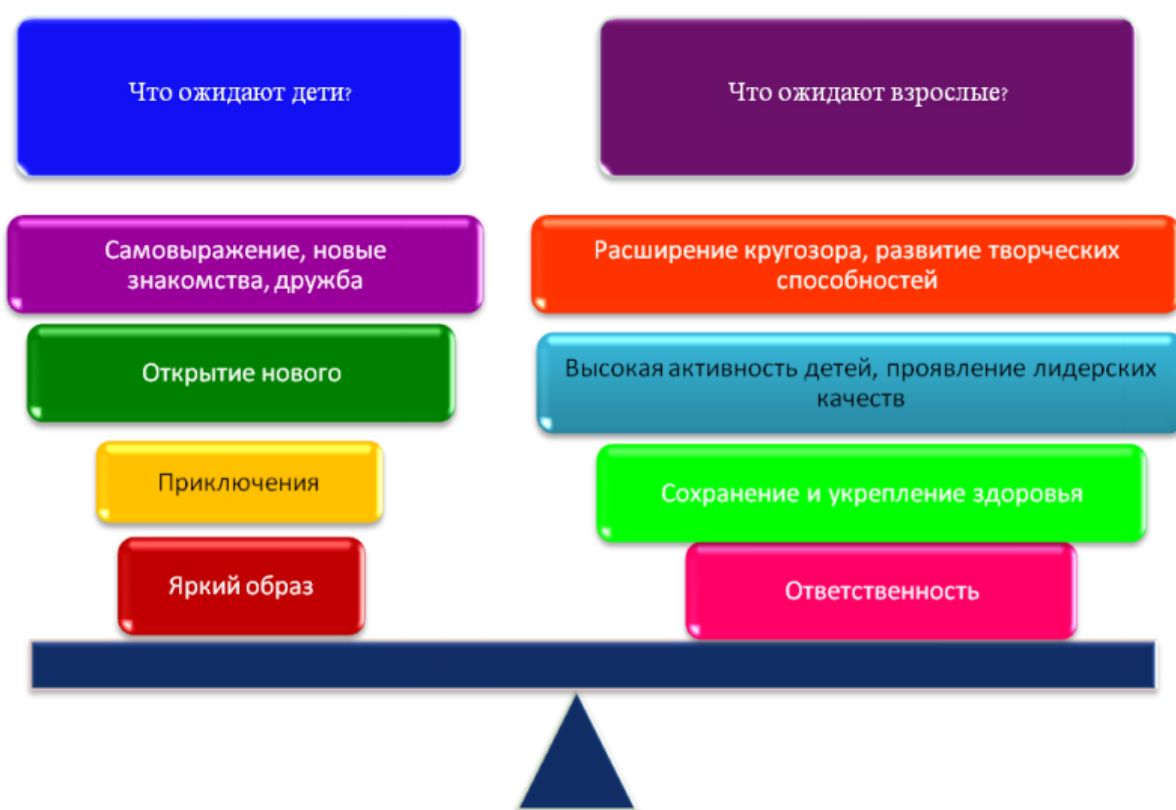 Что ожидают дети?
Что ожидают взрослые?
Самовыражение, новые
знакомства, дружба
Расширение кругозора, развитие творческих
способностей
Открытие нового
Высокая активность детей, проявление лидерских
качеств
Приключения
Сохранение и укрепление здоровья
Яркий образ
Ответственность